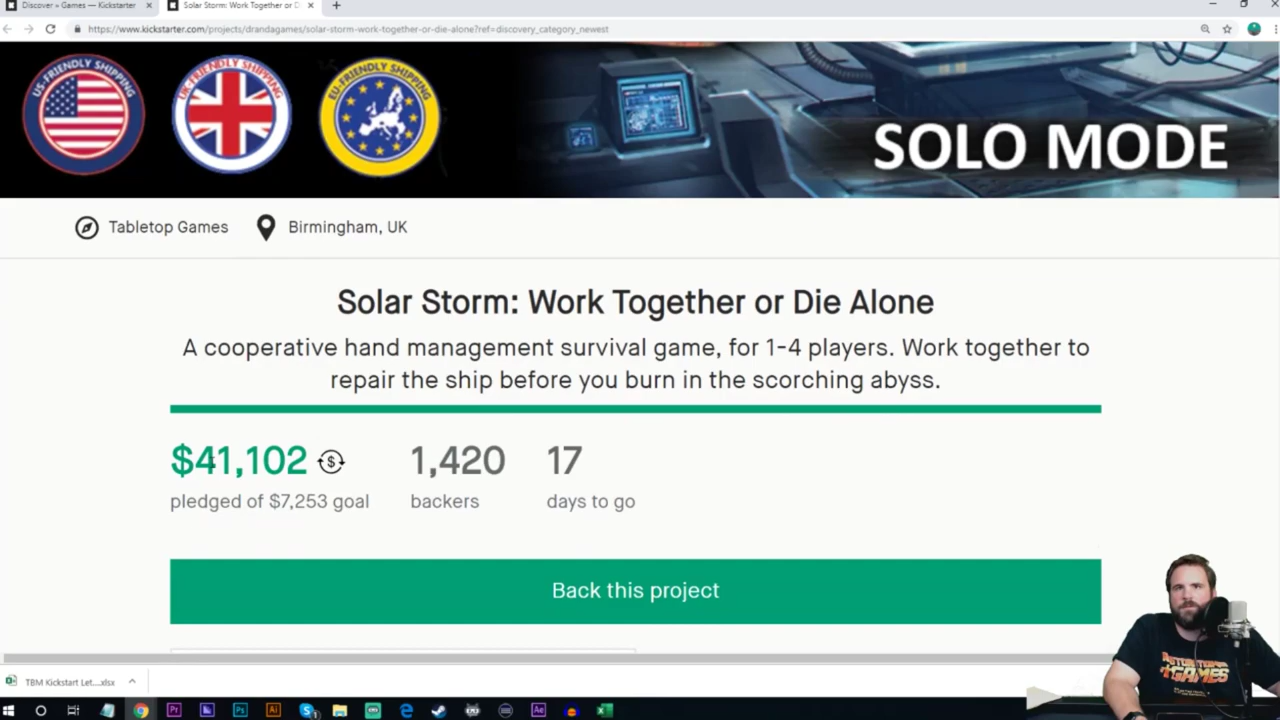 Discover » Games — Kickstarter
Solar Storm: Work Together or D
https://www.kickstarter.com/projects/drandagames/solar-storm-work-together-or-die-alone?ref=discovery_category_newest
US-FRIENDLY SHIPPING
UK-FRIENDLY SHIPPING
EU-FRIENDLY SHIPPING
SOLO MODE
Tabletop Games
Birmingham, UK
Solar Storm: Work Together or Die Alone
A cooperative hand management survival game, for 1-4 players. Work together to
repair the ship before you burn in the scorching abyss.
$41,102 $
1,420
17
pledged of $7,253 goal
backers
days to go
Back this project
TBM Kickstart Let....xlsx
GAMES